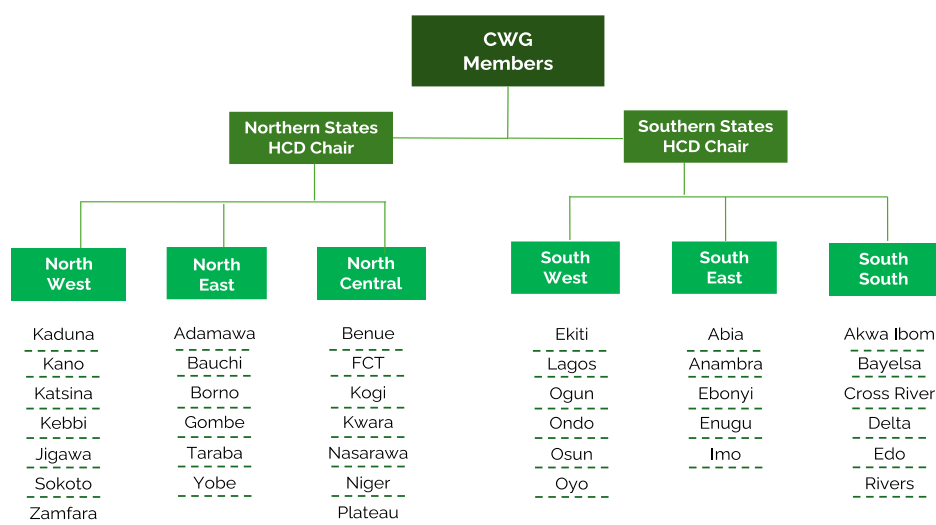 CWG
Members
Northern States
HCD Chair
Southern States
HCD Chair
North
West
North
East
North
Central
South
West
South
East
South
South
Kaduna
Kano
Katsina
Kebbi
Jigawa
Sokoto
Zamfara
Adamawa
Bauchi
Borno
Gombe
Taraba
Yobe
Benue
FCT
Kogi
Kwara
Nasarawa
Niger
Plateau
Ekiti
Lagos
Ogun
Ondo
Osun
Oyo
Abia
Anambra
Ebonyi
Enugu
Imo
Akwa Ibom
Bayelsa
Cross River
Delta
Edo
Rivers